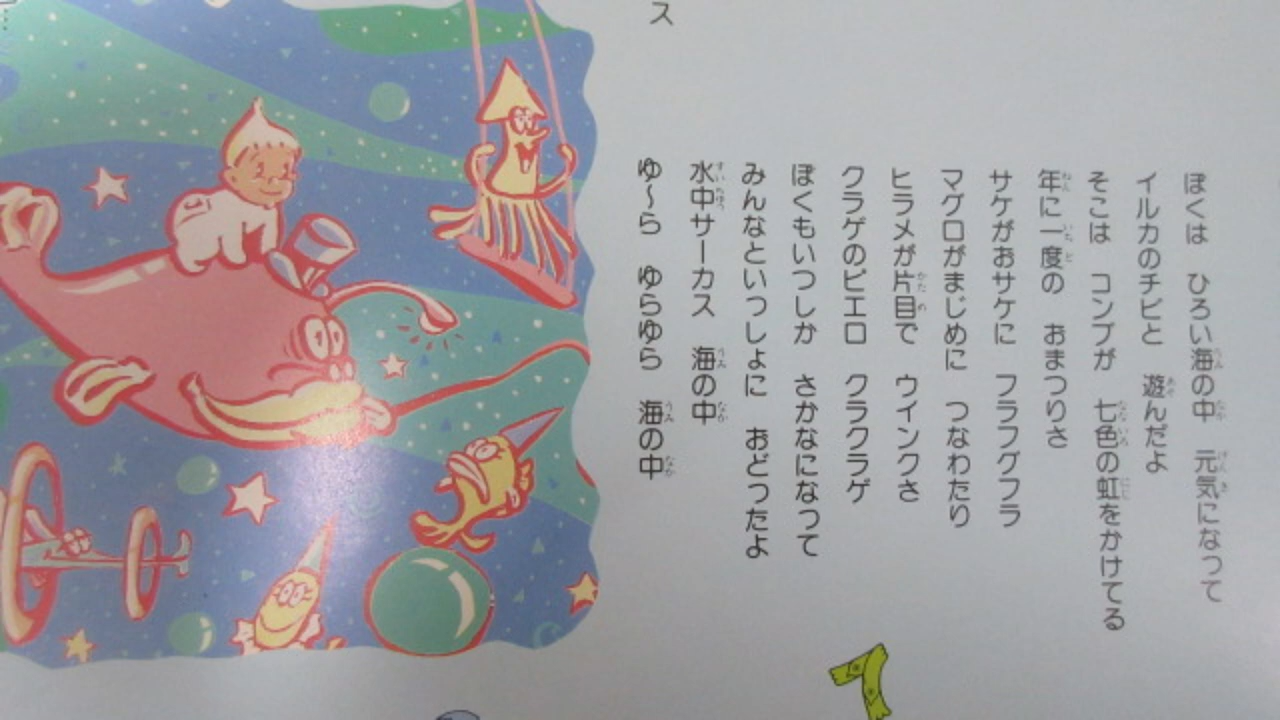 ス
ぼくは ひろい海の中 元気になって
イルカのチビと 遊んだよ
そこは コンブが 七色の虹をかけてる
年に一度の おまつりさ
サケがおサケに フラフグフラ
マグロがまじめに つなわたり
ヒラメが片目で ウインクさ
クラゲのピエロ クラクラゲ
ぼくもいつしか さかなになって
みんなといっしょに おどったよ
水中サーカス 海の中
ゆ～ら ゆらゆら 海の中